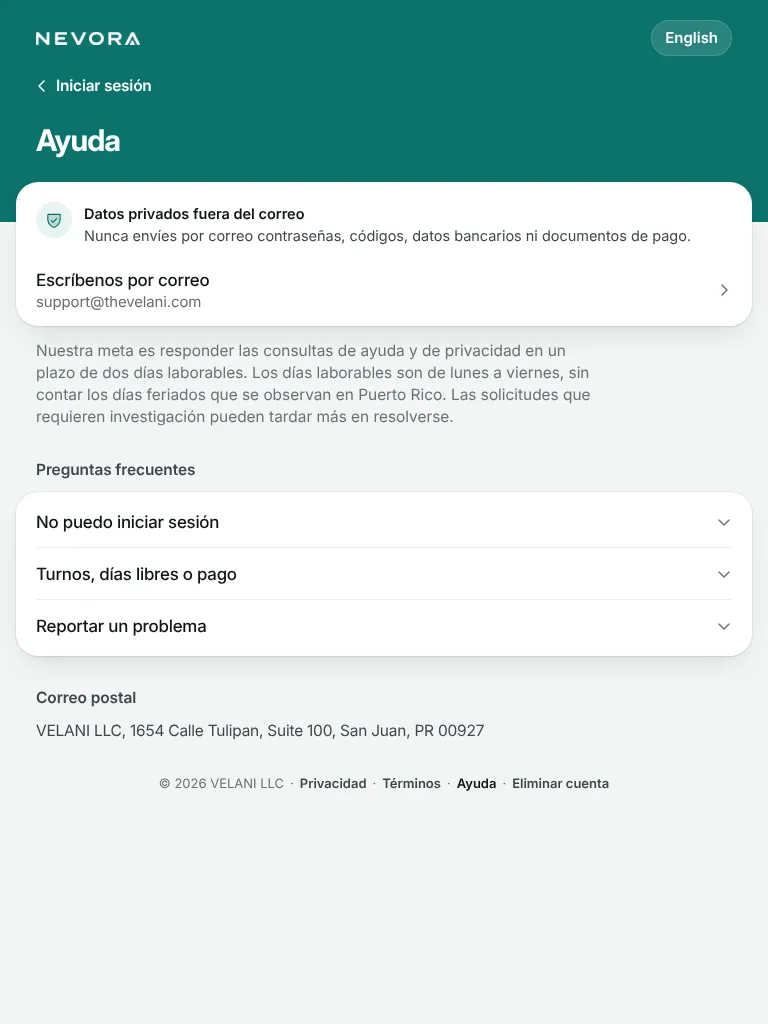 NEVORA
English
Iniciar sesión
Ayuda
Datos privados fuera del correo
Nunca envíes por correo contraseñas, códigos, datos bancarios ni documentos de pago.
Escríbenos por correo
support@thevelani.com
Nuestra meta es responder las consultas de ayuda y de privacidad en un
plazo de dos días laborables. Los días laborables son de lunes a viernes, sin
contar los días feriados que se observan en Puerto Rico. Las solicitudes que
requieren investigación pueden tardar más en resolverse.
Preguntas frecuentes
No puedo iniciar sesión
Turnos, días libres o pago
Reportar un problema
Correo postal
VELANI LLC, 1654 Calle Tulipan, Suite 100, San Juan, PR 00927
© 2026 VELANI LLC · Privacidad · Términos · Ayuda · Eliminar cuenta